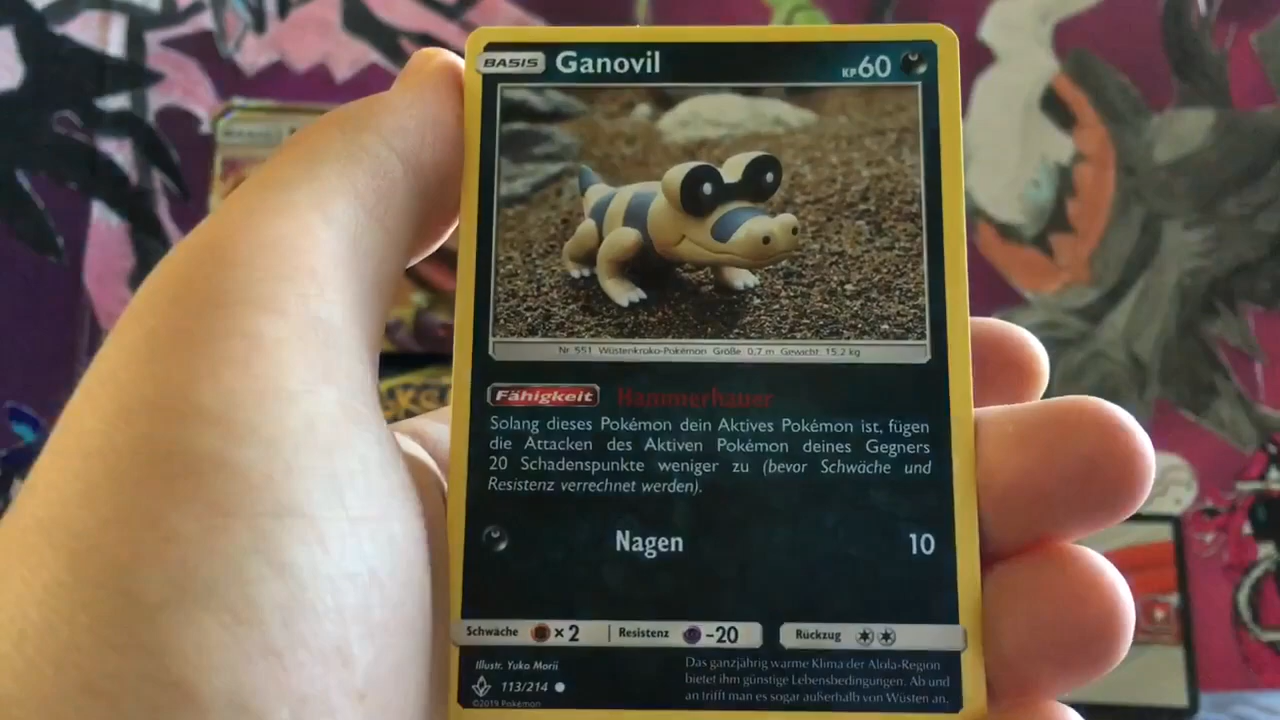 BASIS Ganovil KP60
Nr. 551 Wüstenkroko-Pokémon Größe 0,7 m Gewicht 15,2 kg
Fähigkeit Hammerhauer
Solang dieses Pokémon dein Aktives Pokémon ist, fügen
die Attacken des Aktiven Pokémon deines Gegners
20 Schadenspunkte weniger zu (bevor Schwäche und
Resistenz verrechnet werden).
Nagen 10
Schwäche ×2 Resistenz -20 Rückzug
Illustr. Yuka Morii
113/214
©2019 Pokémon
Das ganzjährig warme Klima der Alola-Region
bietet ihm günstige Lebensbedingungen. Ab und
an trifft man es sogar außerhalb von Wüsten an.